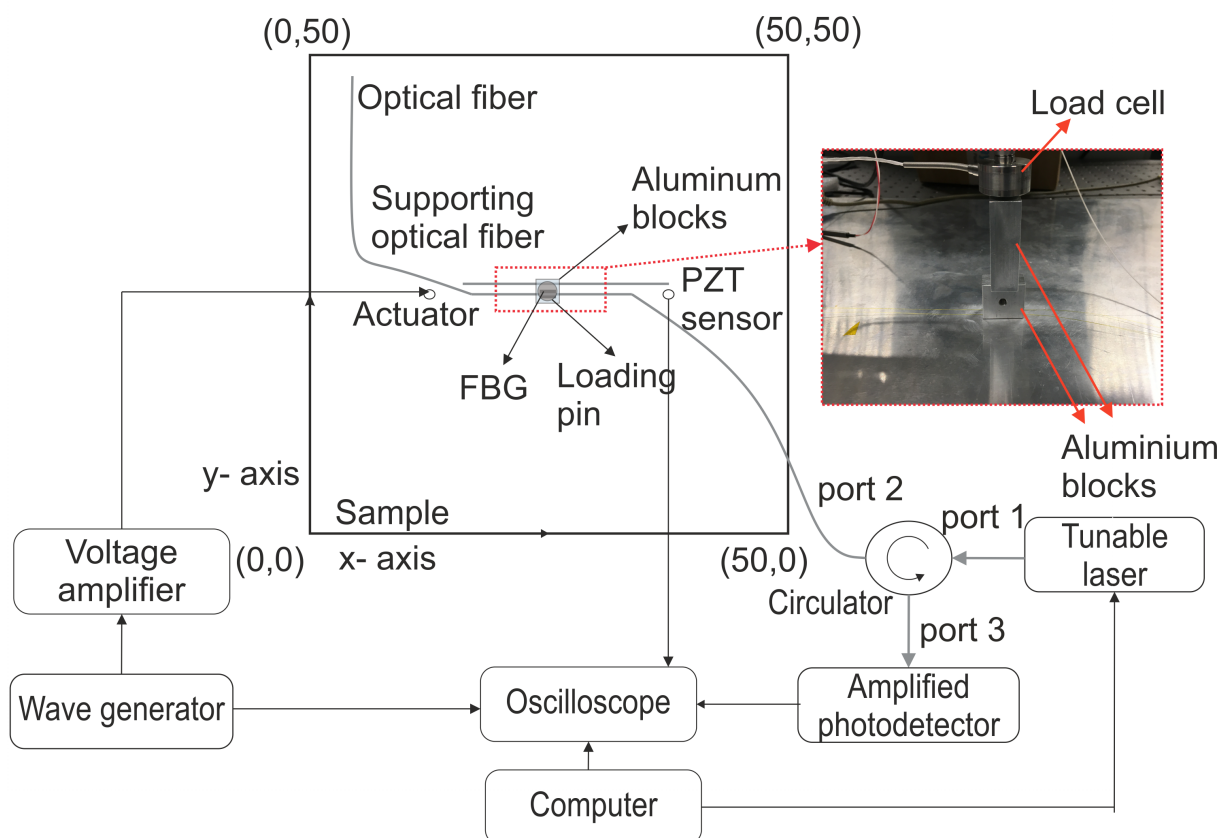 (0,50)
(50,50)
Optical fiber
Load cell
Supporting
optical fiber
Aluminum
blocks
Actuator
PZT
sensor
FBG
Loading
pin
Aluminium
blocks
y- axis
Sample
port 2
port 1
Voltage
amplifier
(0,0)
x- axis
(50,0)
Tunable
laser
Circulator
port 3
Wave generator
Oscilloscope
Amplified
photodetector
Computer